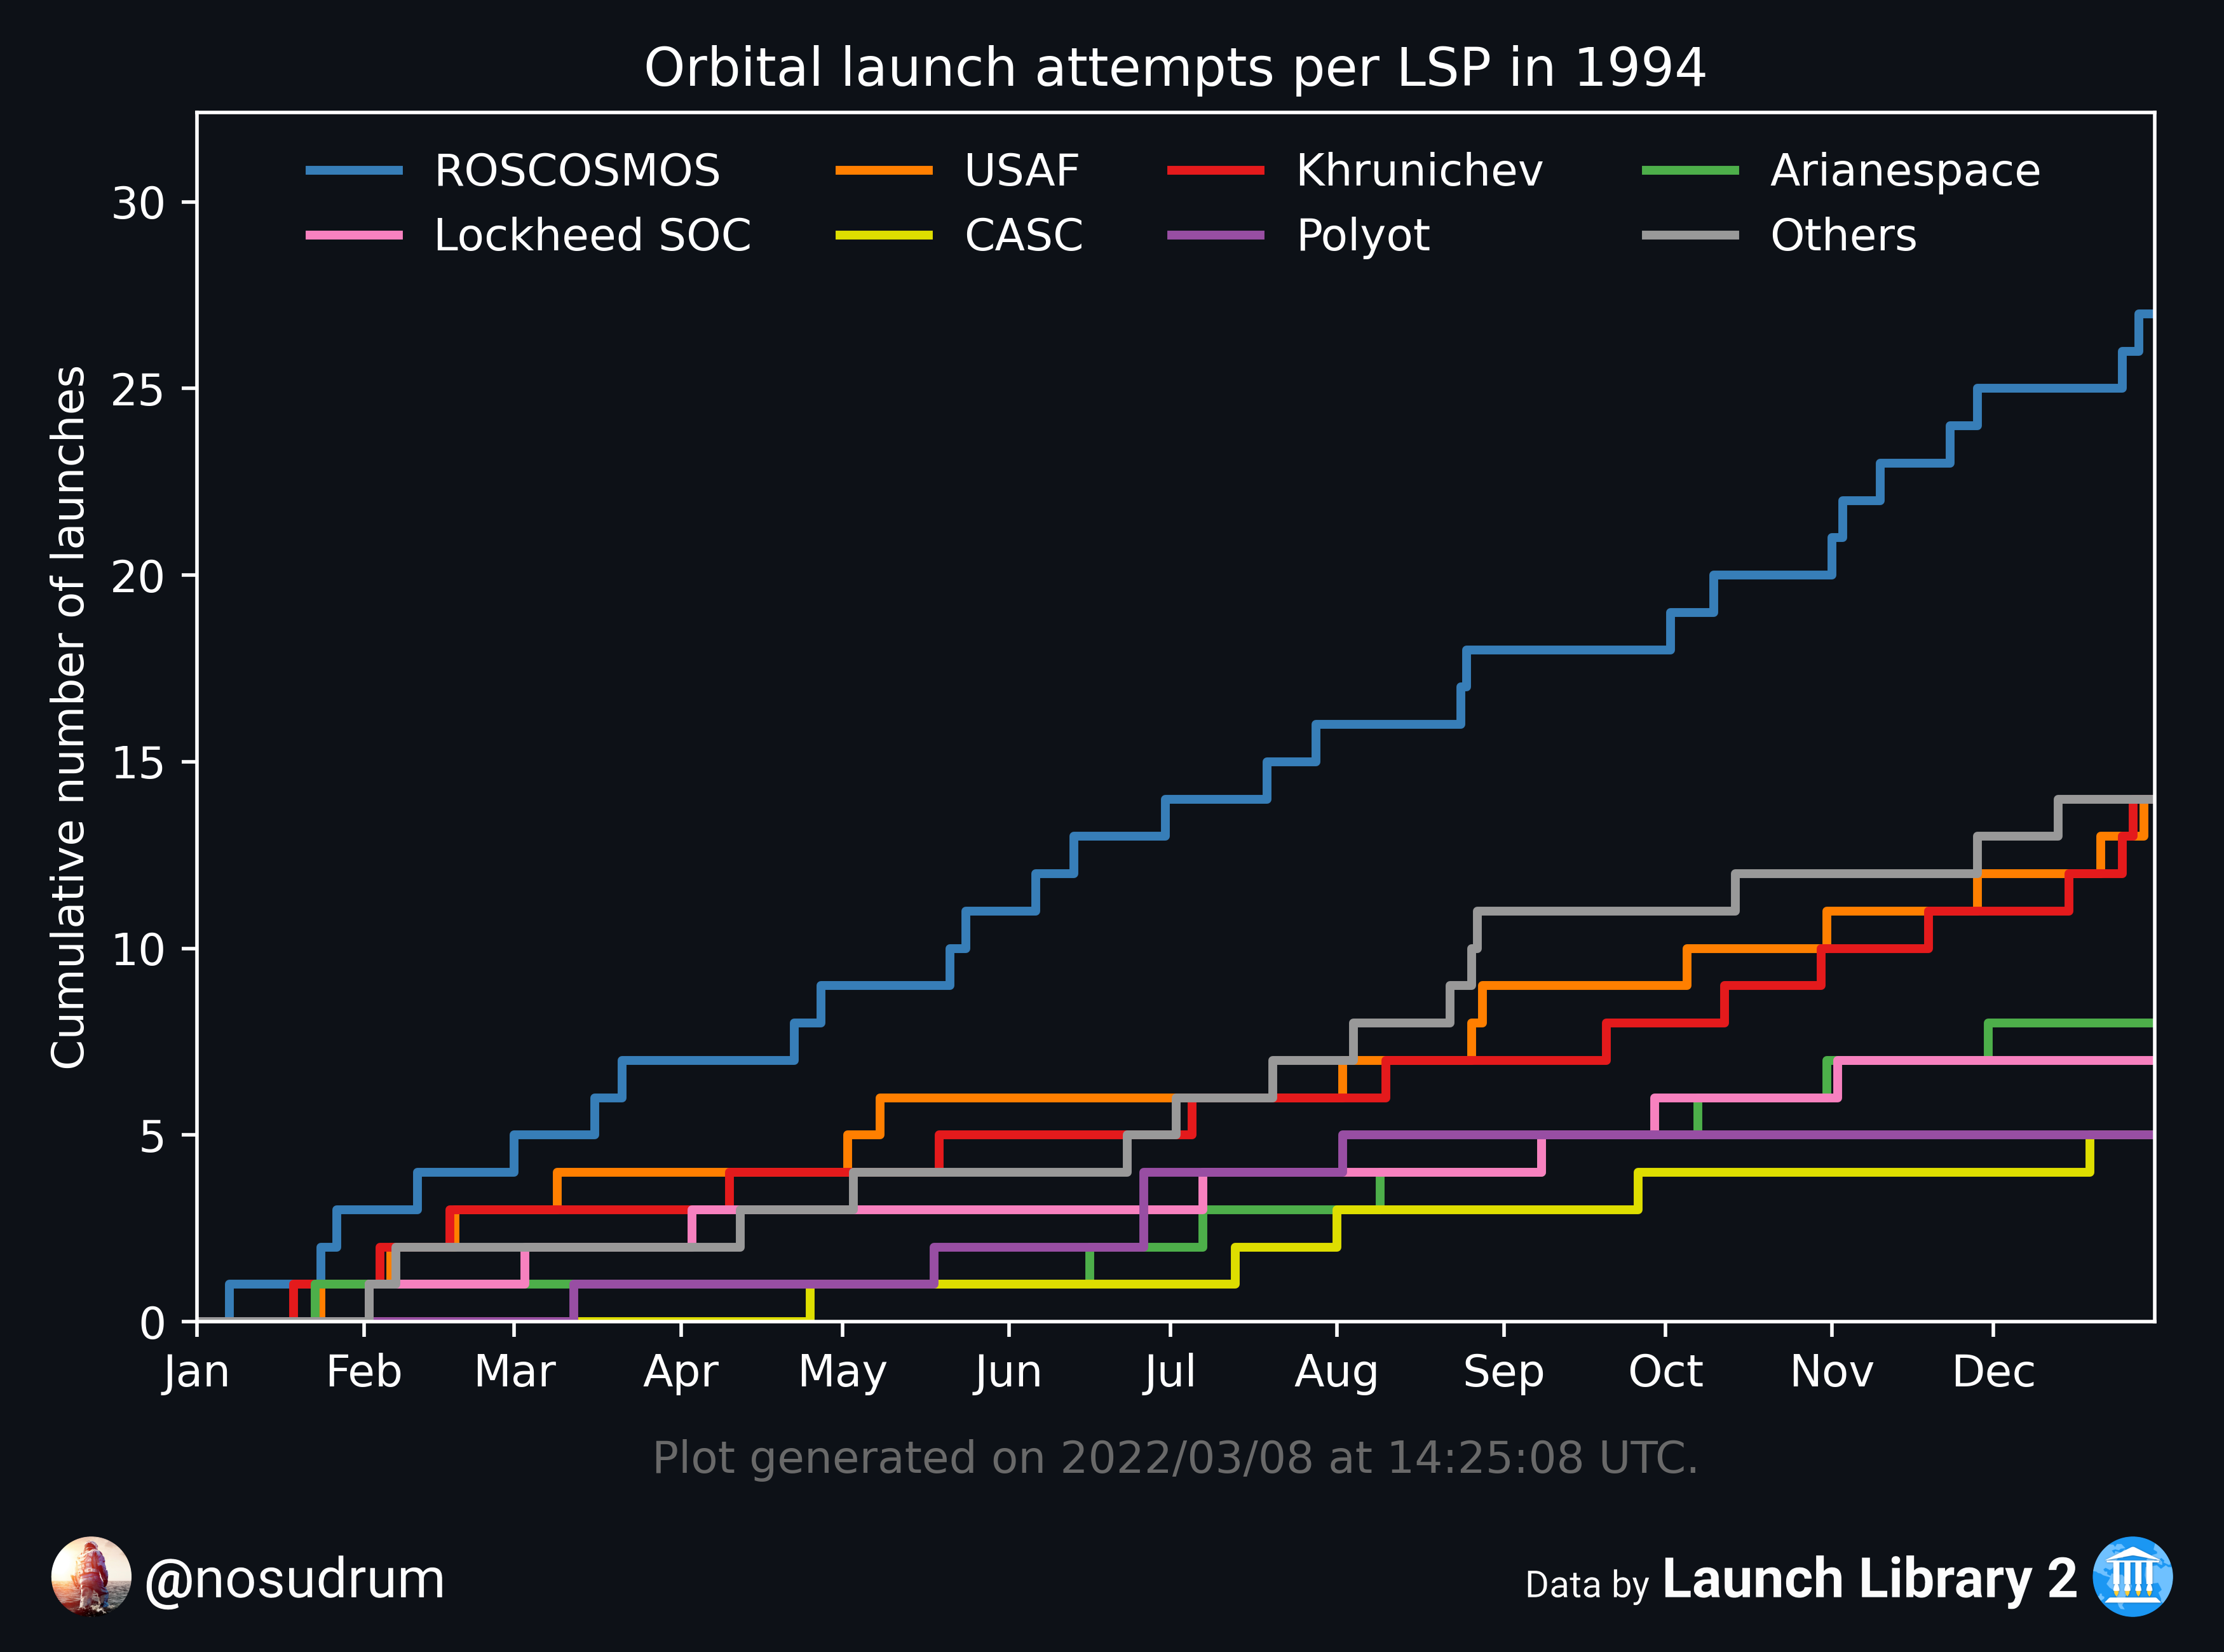 Orbital launch attempts per LSP in 1994
ROSCOSMOS USAF Khrunichev Arianespace
Lockheed SOC CASC Polyot Others
Cumulative number of launches
30
25
20
15
10
5
0
Jan Feb Mar Apr May Jun Jul Aug Sep Oct Nov Dec
Plot generated on 2022/03/08 at 14:25:08 UTC.
@nosudrum
Data by Launch Library 2